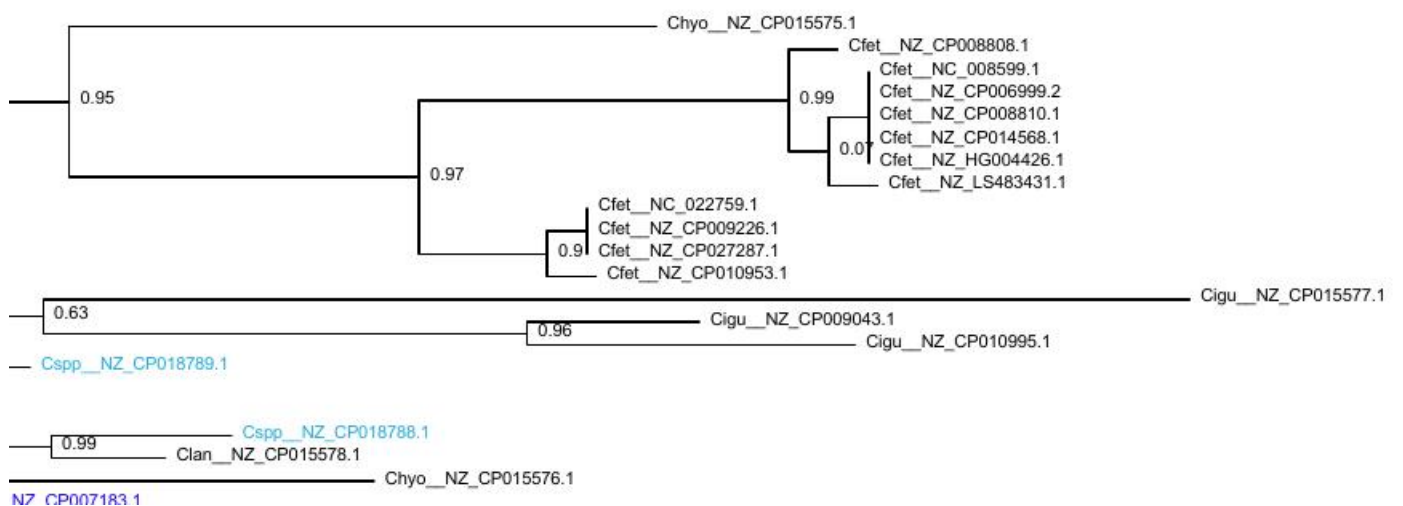 Chyo__NZ_CP015575.1
Cfet__NZ_CP008808.1
Cfet__NC_008599.1
0.95
0.99
Cfet__NZ_CP006999.2
Cfet__NZ_CP008810.1
Cfet__NZ_CP014568.1
0.07
Cfet__NZ_HG004426.1
0.97
Cfet__NZ_LS483431.1
Cfet__NC_022759.1
Cfet__NZ_CP009226.1
0.9
Cfet__NZ_CP027287.1
Cfet__NZ_CP010953.1
Cigu__NZ_CP015577.1
0.63
Cigu__NZ_CP009043.1
0.96
Cigu__NZ_CP010995.1
Cspp__NZ_CP018789.1
Cspp__NZ_CP018788.1
0.99
Clan__NZ_CP015578.1
Chyo__NZ_CP015576.1
NZ_CP007183.1